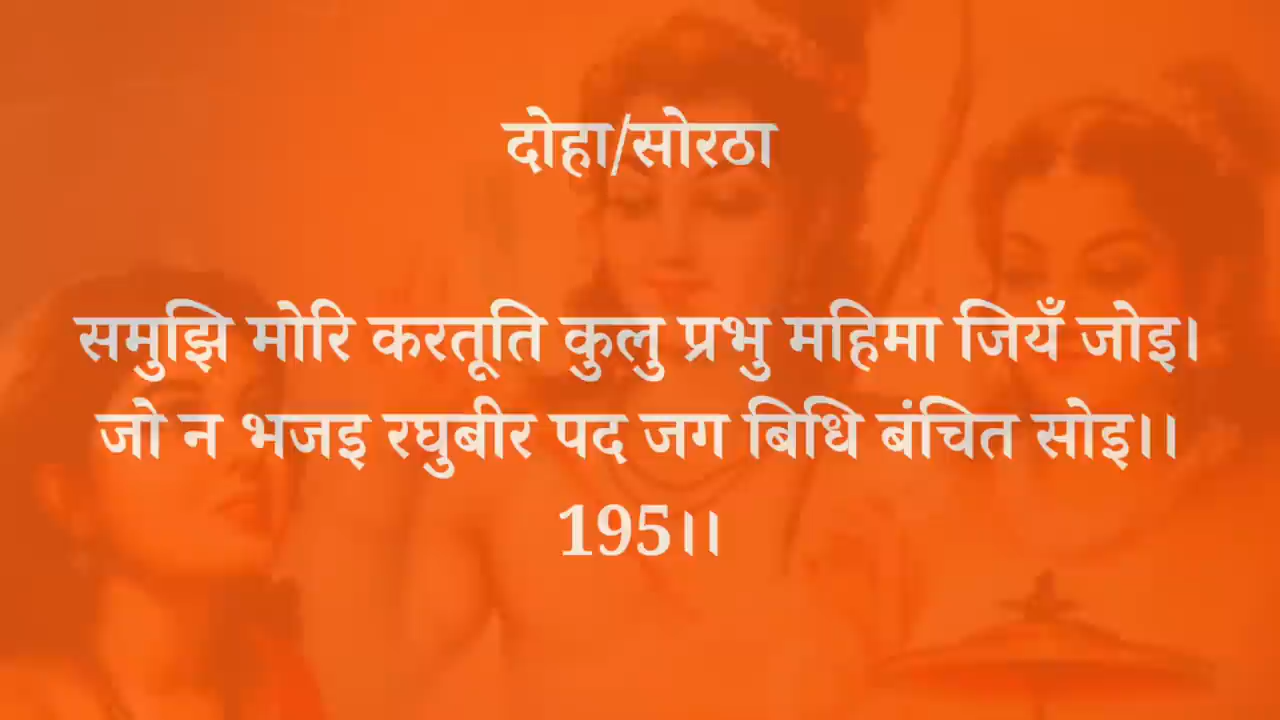 दोहा/सोरठा
समुझि मोरि करतूति कुलु प्रभु महिमा जियँ जोइ।
जो न भजइ रघुबीर पद जग बिधि बंचित सोइ।।
195।।